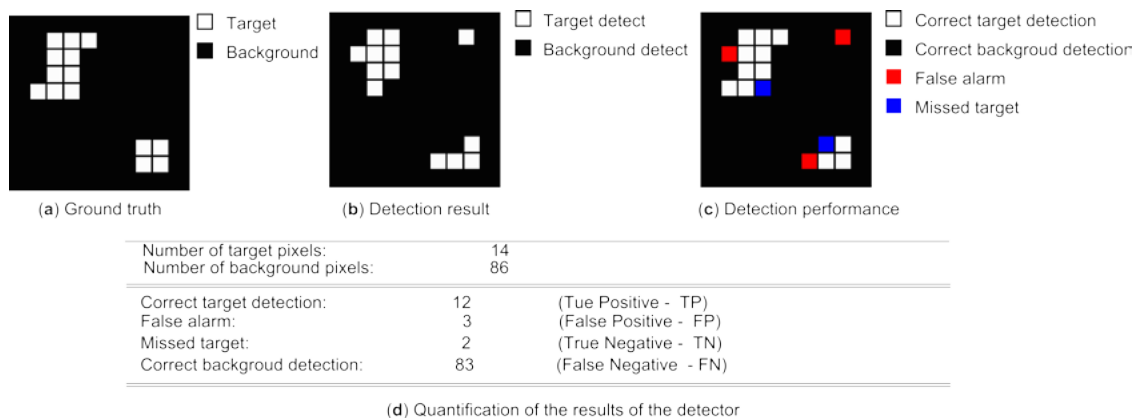 Target
Background
(a) Ground truth
Target detect
Background detect
(b) Detection result
Correct target detection
Correct backgroud detection
False alarm
Missed target
(c) Detection performance
Number of target pixels: 14
Number of background pixels: 86
Correct target detection: 12 (Tue Positive - TP)
False alarm: 3 (False Positive - FP)
Missed target: 2 (True Negative - TN)
Correct backgroud detection: 83 (False Negative - FN)
(d) Quantification of the results of the detector